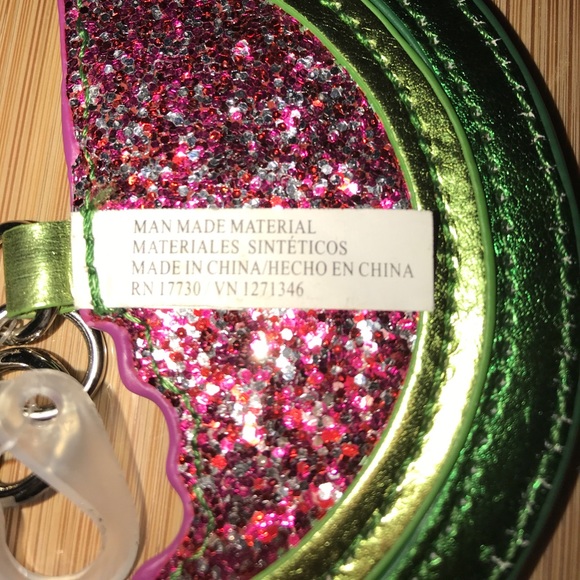 MAN MADE MATERIAL
MATERIALES SINTÉTICOS
MADE IN CHINA/HECHO EN CHINA
RN 17730 VN 1271346